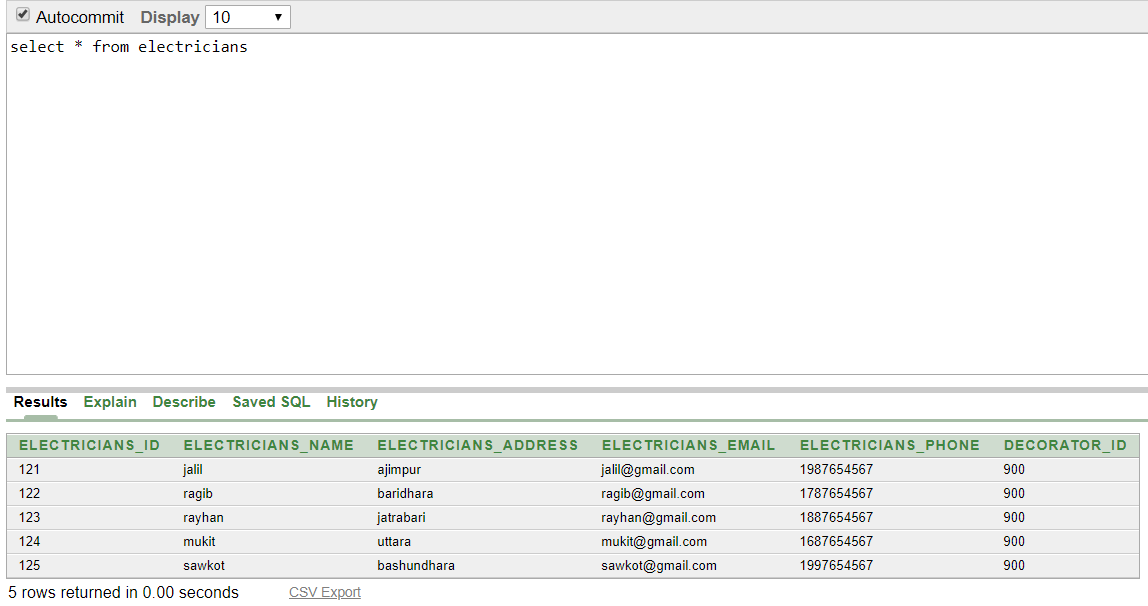 Autocommit Display 10
select * from electricians
Results Explain Describe Saved SQL History
ELECTRICIANS_ID ELECTRICIANS_NAME ELECTRICIANS_ADDRESS ELECTRICIANS_EMAIL ELECTRICIANS_PHONE DECORATOR_ID
121 jalil ajimpur jalil@gmail.com 1987654567 900
122 ragib baridhara ragib@gmail.com 1787654567 900
123 rayhan jatrabari rayhan@gmail.com 1887654567 900
124 mukit uttara mukit@gmail.com 1687654567 900
125 sawkot bashundhara sawkot@gmail.com 1997654567 900
5 rows returned in 0.00 seconds CSV Export